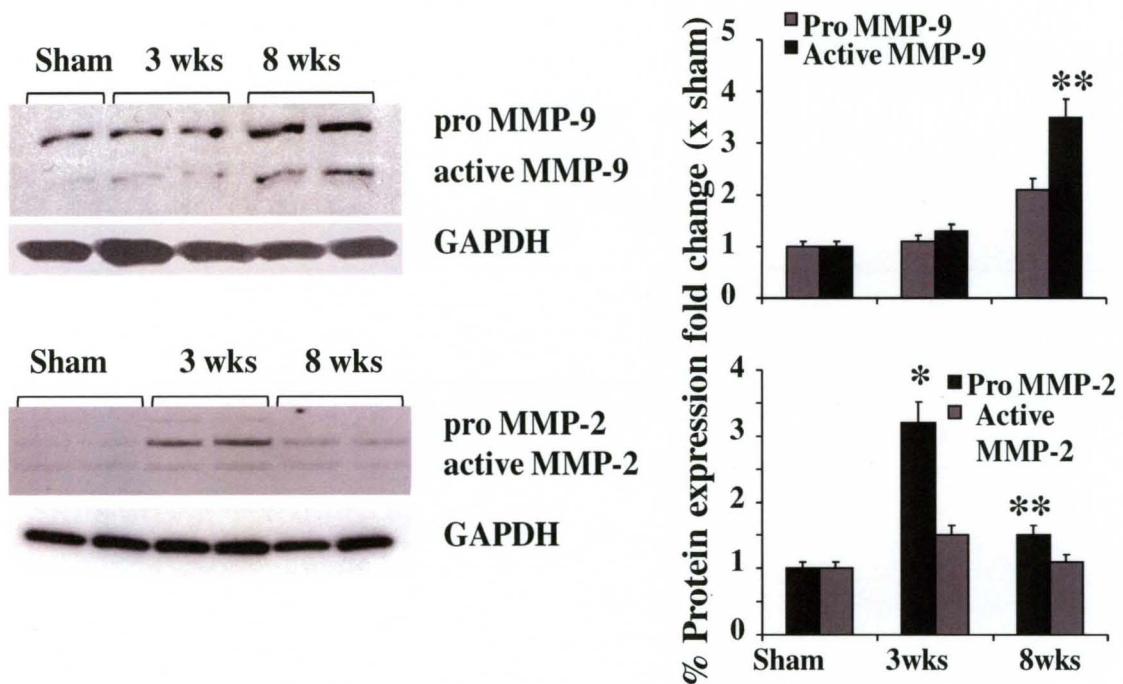 Sham 3 wks 8 wks
pro MMP-9
active MMP-9
GAPDH
Sham 3 wks 8 wks
pro MMP-2
active MMP-2
GAPDH
% Protein expression fold change (x sham)
5
4
3
2
1
0
Pro MMP-9
Active MMP-9
**
4
3
2
1
0
Pro MMP-2
Active
MMP-2
*
**
Sham 3wks 8wks